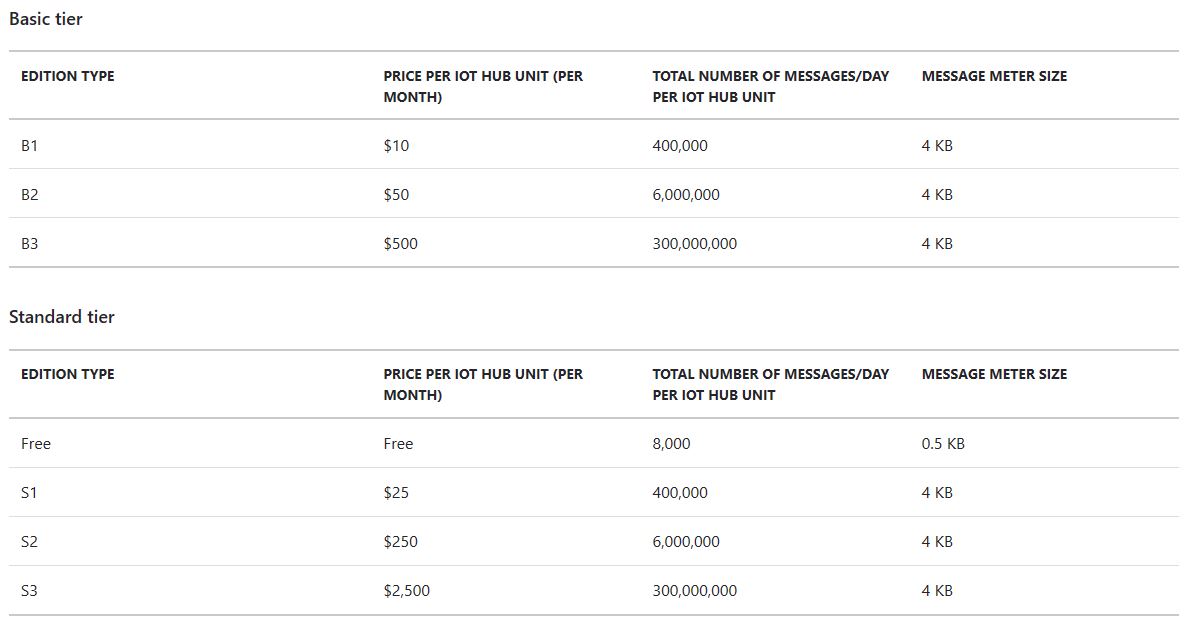 Basic tier
EDITION TYPE PRICE PER IOT HUB UNIT (PER MONTH) TOTAL NUMBER OF MESSAGES/DAY PER IOT HUB UNIT MESSAGE METER SIZE
B1 $10 400,000 4 KB
B2 $50 6,000,000 4 KB
B3 $500 300,000,000 4 KB
Standard tier
EDITION TYPE PRICE PER IOT HUB UNIT (PER MONTH) TOTAL NUMBER OF MESSAGES/DAY PER IOT HUB UNIT MESSAGE METER SIZE
Free Free 8,000 0.5 KB
S1 $25 400,000 4 KB
S2 $250 6,000,000 4 KB
S3 $2,500 300,000,000 4 KB